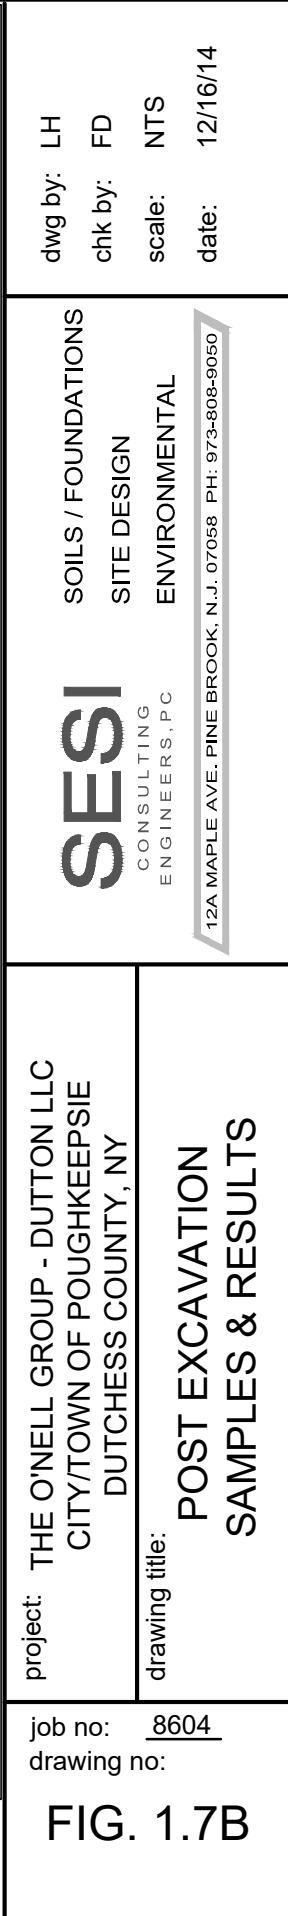 dwg by: LH
chk by: FD
scale: NTS
date: 12/16/14
SESI
CONSULTING
ENGINEERS, PC
SOILS / FOUNDATIONS
SITE DESIGN
ENVIRONMENTAL
12A MAPLE AVE. PINE BROOK, N.J. 07058 PH: 973-808-9050
project: THE O'NELL GROUP - DUTTON LLC
CITY/TOWN OF POUGHKEEPSIE
DUTCHESS COUNTY, NY
drawing title:
POST EXCAVATION
SAMPLES & RESULTS
job no: 8604
drawing no:
FIG. 1.7B